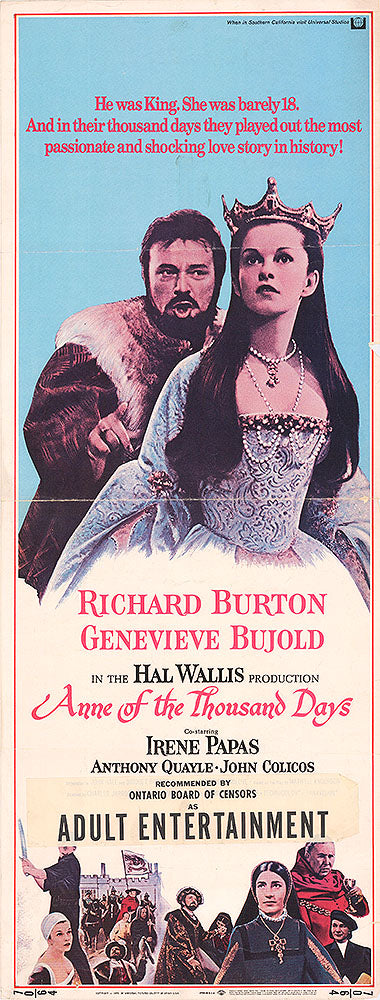 When in Southern California visit Universal Studios
He was King. She was barely 18.
And in their thousand days they played out the most
passionate and shocking love story in history!
RICHARD BURTON
GENEVIEVE BUJOLD
IN THE HAL WALLIS PRODUCTION
Anne of the Thousand Days
Co-starring
IRENE PAPAS
ANTHONY QUAYLE · JOHN COLICOS
RECOMMENDED BY
ONTARIO BOARD OF CENSORS
AS
ADULT ENTERTAINMENT